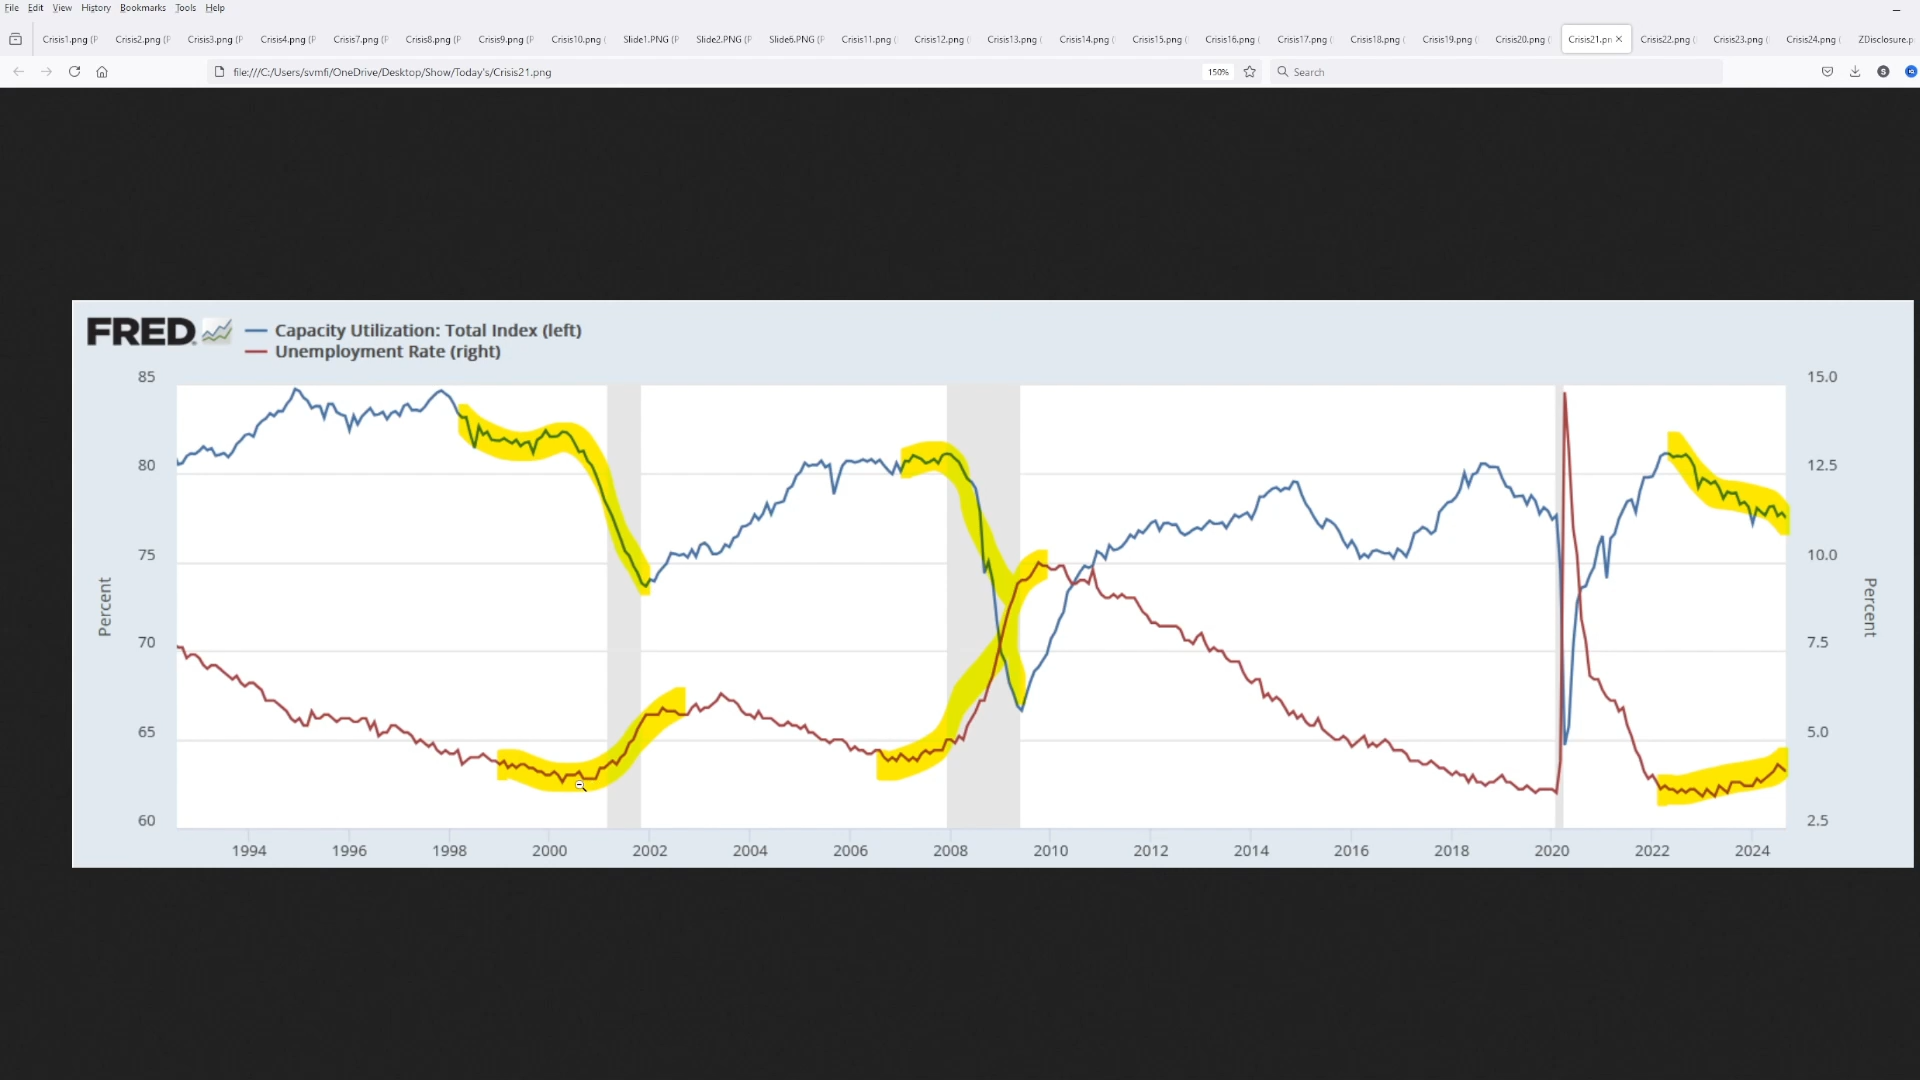 File Edit View History Bookmarks Tools Help
Crisis1.png (P Crisis2.png (P Crisis3.png (P Crisis4.png (P Crisis7.png (P Crisis8.png (P Crisis9.png (P Crisis10.png ( Slide1.PNG (P Slide2.PNG (P Slide6.PNG (P Crisis11.png ( Crisis12.png ( Crisis13.png ( Crisis14.png ( Crisis15.png ( Crisis16.png ( Crisis17.png ( Crisis18.png ( Crisis19.png ( Crisis20.png ( Crisis21.pn Crisis22.png ( Crisis23.png ( Crisis24.png ( ZDisclosure.p
file:///C:/Users/svmfi/OneDrive/Desktop/Show/Today's/Crisis21.png 150% Search S
FRED
Capacity Utilization: Total Index (left)
Unemployment Rate (right)
85 15.0
80 12.5
75 10.0
Percent Percent
70 7.5
65 5.0
60 2.5
1994 1996 1998 2000 2002 2004 2006 2008 2010 2012 2014 2016 2018 2020 2022 2024